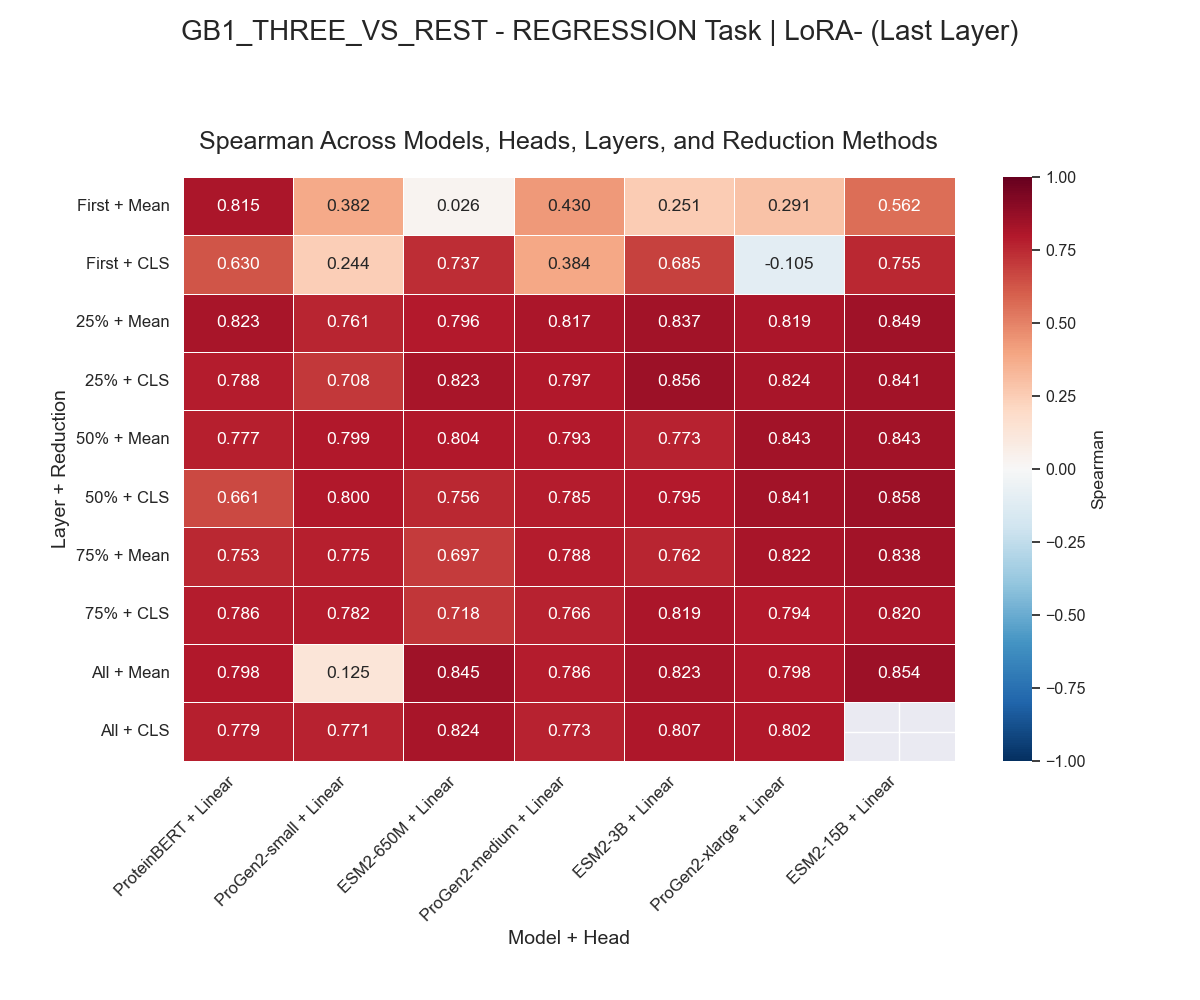 GB1_THREE_VS_REST - REGRESSION Task | LoRA- (Last Layer)
Spearman Across Models, Heads, Layers, and Reduction Methods
Layer + Reduction
First + Mean 0.815 0.382 0.026 0.430 0.251 0.291 0.562
First + CLS 0.630 0.244 0.737 0.384 0.685 -0.105 0.755
25% + Mean 0.823 0.761 0.796 0.817 0.837 0.819 0.849
25% + CLS 0.788 0.708 0.823 0.797 0.856 0.824 0.841
50% + Mean 0.777 0.799 0.804 0.793 0.773 0.843 0.843
50% + CLS 0.661 0.800 0.756 0.785 0.795 0.841 0.858
75% + Mean 0.753 0.775 0.697 0.788 0.762 0.822 0.838
75% + CLS 0.786 0.782 0.718 0.766 0.819 0.794 0.820
All + Mean 0.798 0.125 0.845 0.786 0.823 0.798 0.854
All + CLS 0.779 0.771 0.824 0.773 0.807 0.802
ProteinBERT + Linear
ProGen2-small + Linear
ESM2-650M + Linear
ProGen2-medium + Linear
ESM2-3B + Linear
ProGen2-xlarge + Linear
ESM2-15B + Linear
Model + Head
1.00
0.75
0.50
0.25
0.00
−0.25
−0.50
−0.75
−1.00
Spearman